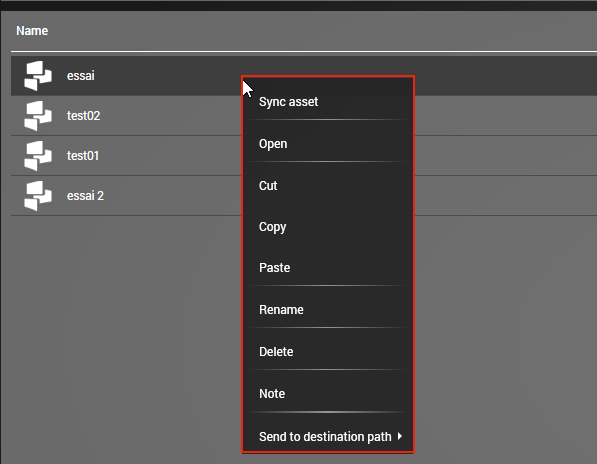 Name
essai
test02
test01
essai 2
Sync asset
Open
Cut
Copy
Paste
Rename
Delete
Note
Send to destination path